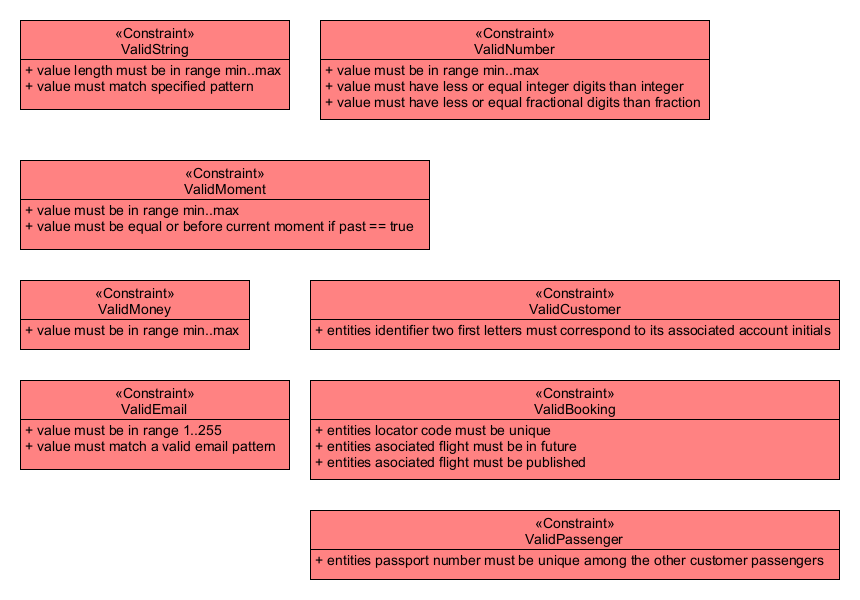 «Constraint»
ValidString
+ value length must be in range min..max
+ value must match specified pattern
«Constraint»
ValidNumber
+ value must be in range min..max
+ value must have less or equal integer digits than integer
+ value must have less or equal fractional digits than fraction
«Constraint»
ValidMoment
+ value must be in range min..max
+ value must be equal or before current moment if past == true
«Constraint»
ValidMoney
+ value must be in range min..max
«Constraint»
ValidCustomer
+ entities identifier two first letters must correspond to its associated account initials
«Constraint»
ValidEmail
+ value must be in range 1..255
+ value must match a valid email pattern
«Constraint»
ValidBooking
+ entities locator code must be unique
+ entities asociated flight must be in future
+ entities asociated flight must be published
«Constraint»
ValidPassenger
+ entities passport number must be unique among the other customer passengers